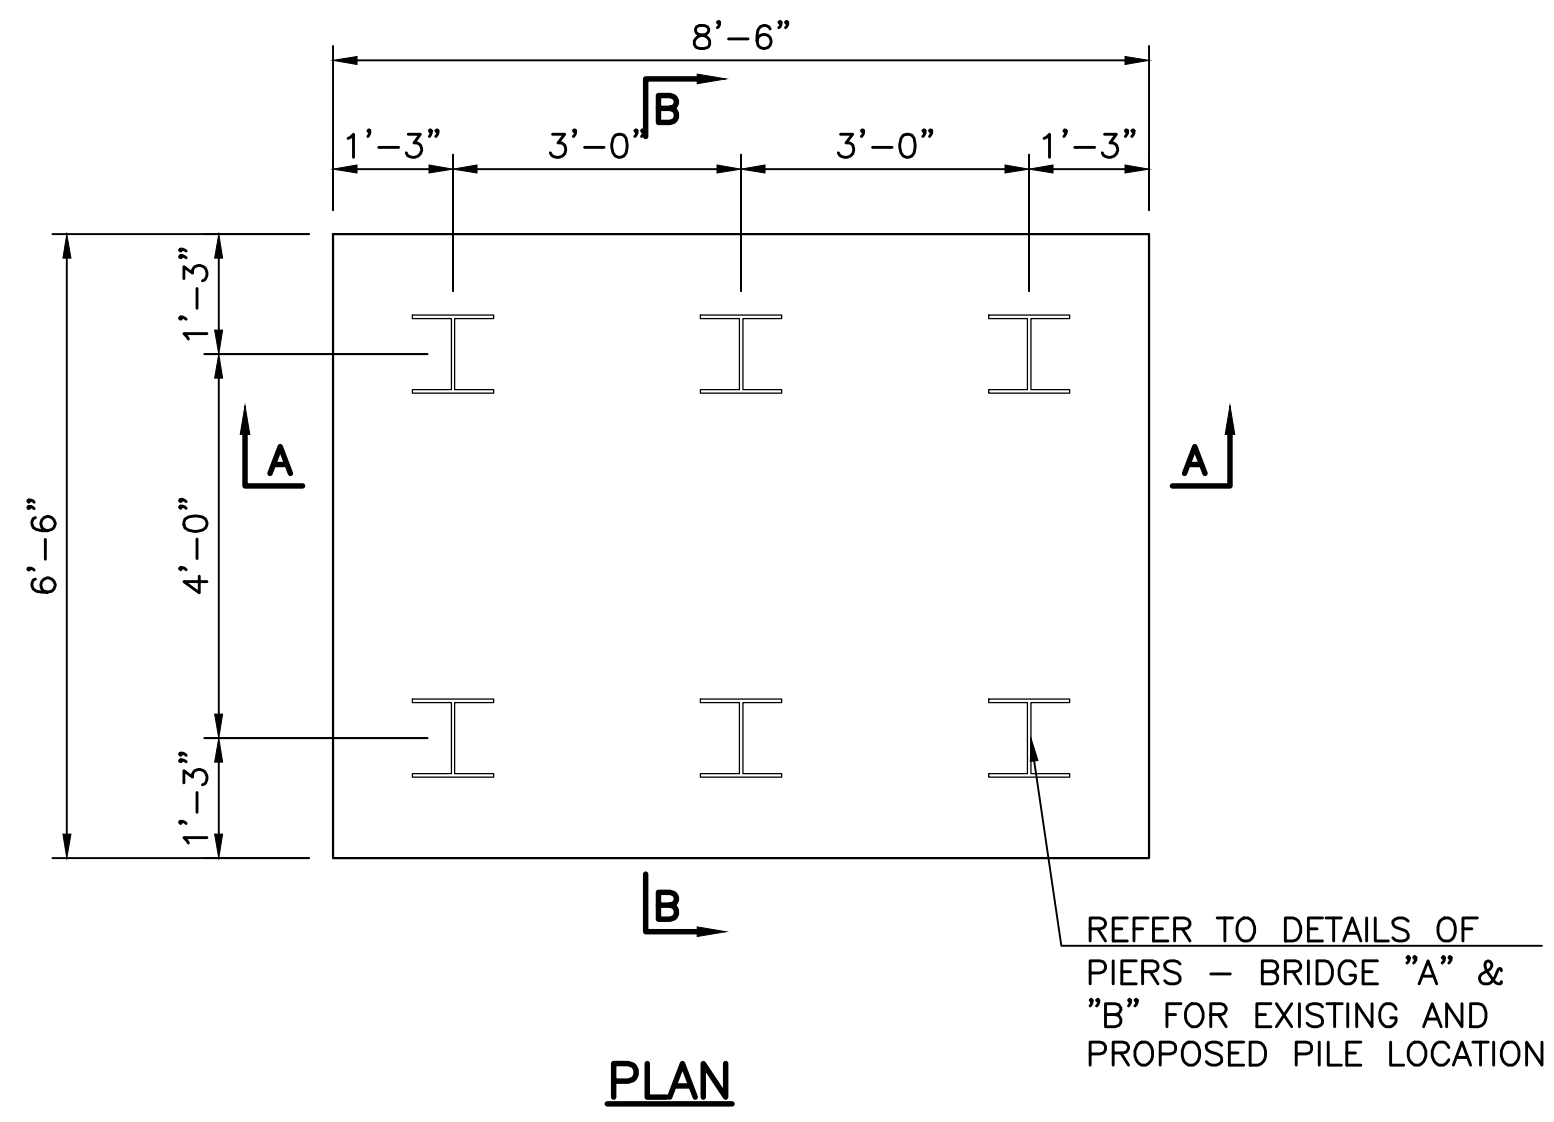 8'-6"
B
1'-3" 3'-0" 3'-0" 1'-3"
1'-3"
A A
6'-6" 4'-0"
1'-3"
B
REFER TO DETAILS OF
PIERS - BRIDGE "A" &
"B" FOR EXISTING AND
PROPOSED PILE LOCATION
PLAN